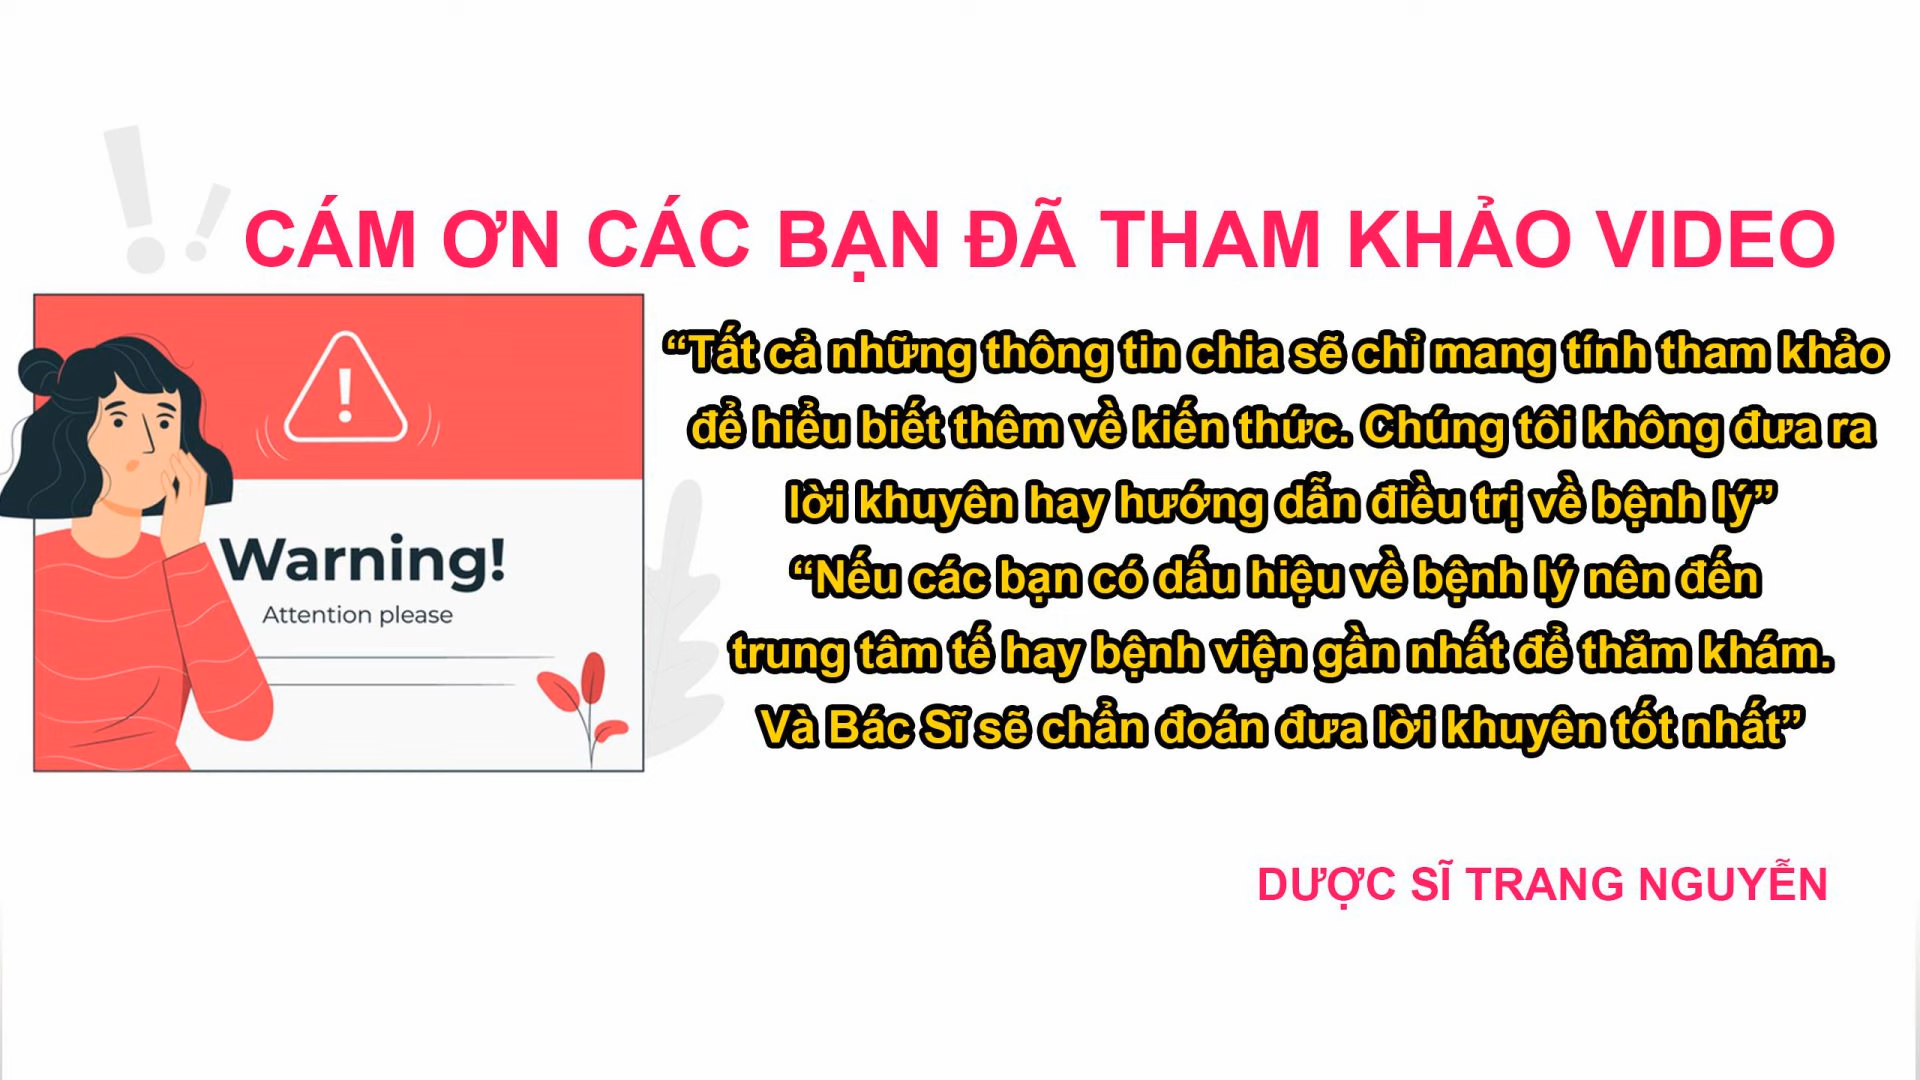 CÁM ƠN CÁC BẠN ĐÃ THAM KHẢO VIDEO
“Tất cả những thông tin chia sẽ chỉ mang tính tham khảo
để hiểu biết thêm về kiến thức. Chúng tôi không đưa ra
lời khuyên hay hướng dẫn điều trị về bệnh lý”
“Nếu các bạn có dấu hiệu về bệnh lý nên đến
trung tâm tế hay bệnh viện gần nhất để thăm khám.
Và Bác Sĩ sẽ chẩn đoán đưa lời khuyên tốt nhất”
Warning!
Attention please
DƯỢC SĨ TRANG NGUYỄN